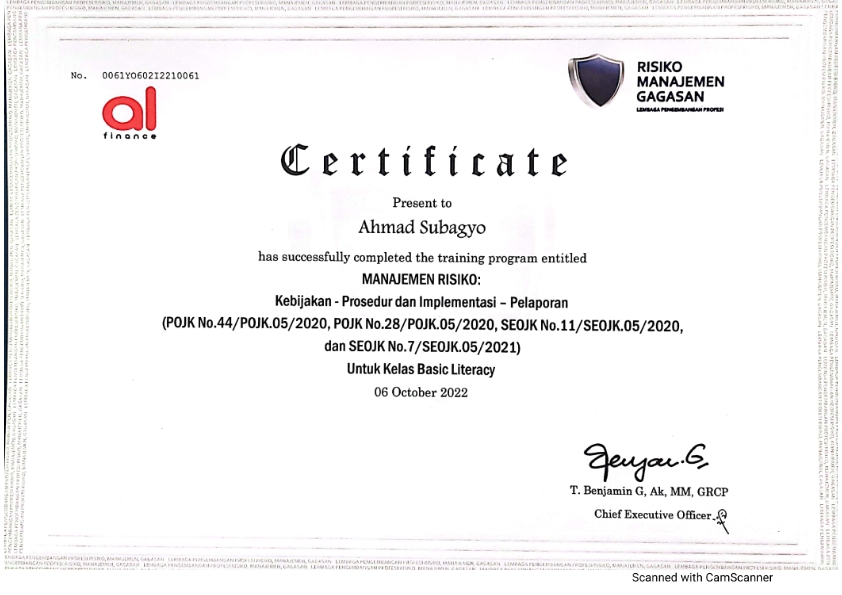 No. 0061YO60212210061
al
finance
RISIKO
MANAJEMEN
GAGASAN
LEMBAGA PENGEMBANGAN PROFESI
Certificate
Present to
Ahmad Subagyo
has successfully completed the training program entitled
MANAJEMEN RISIKO:
Kebijakan - Prosedur dan Implementasi – Pelaporan
(POJK No.44/POJK.05/2020, POJK No.28/POJK.05/2020, SEOJK No.11/SEOJK.05/2020,
dan SEOJK No.7/SEOJK.05/2021)
Untuk Kelas Basic Literacy
06 October 2022
T. Benjamin G, Ak, MM, GRCP
Chief Executive Officer
Scanned with CamScanner